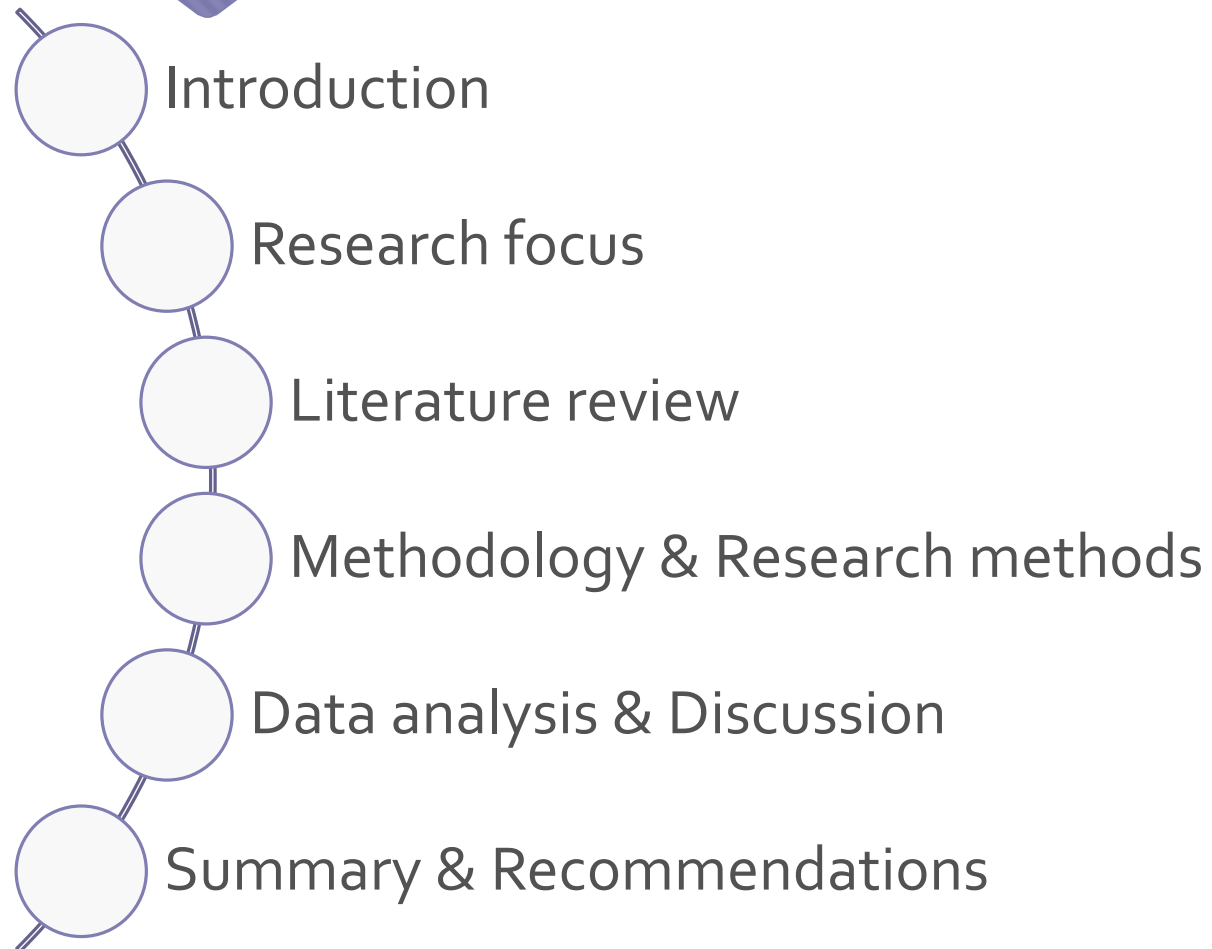 Introduction
Research focus
Literature review
Methodology & Research methods
Data analysis & Discussion
Summary & Recommendations